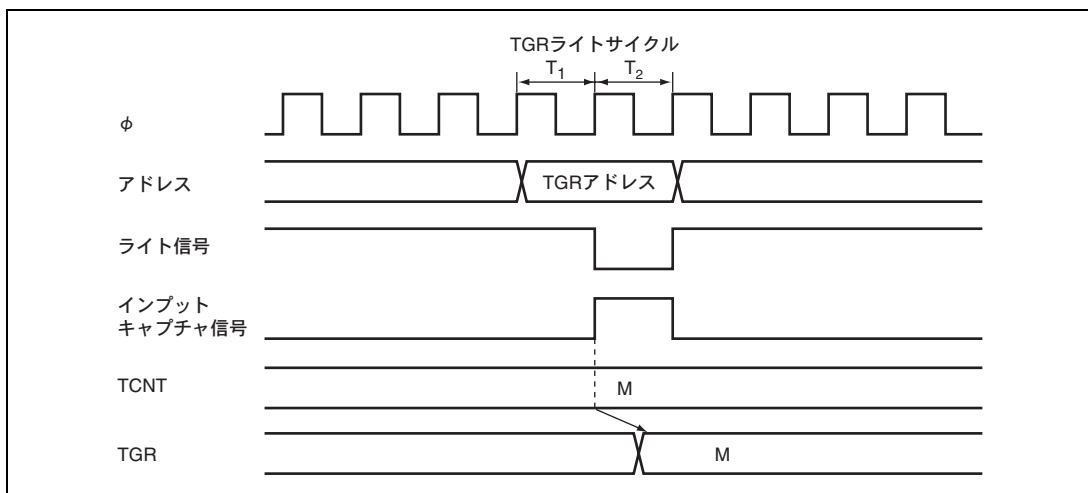 TGRライトサイクル
T1 T2
φ
アドレス
TGRアドレス
ライト信号
インプット
キャプチャ信号
TCNT
M
TGR
M